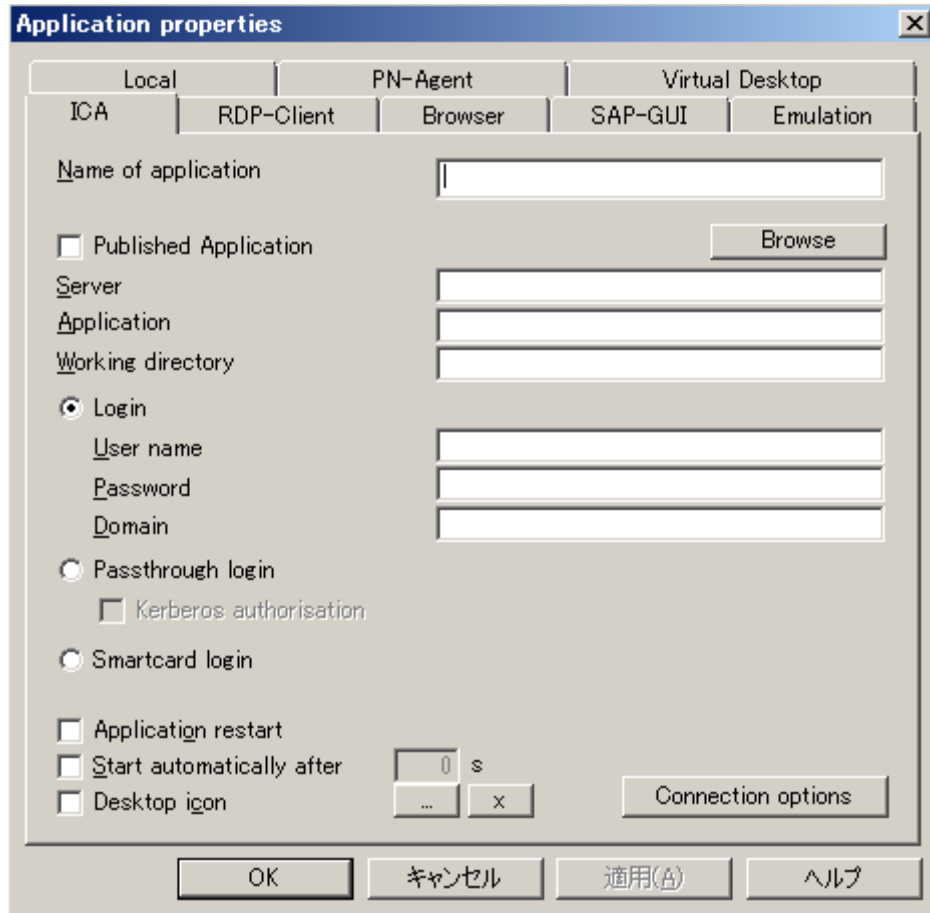 Application properties
Local PN-Agent Virtual Desktop
ICA RDP-Client Browser SAP-GUI Emulation
Name of application
Published Application Browse
Server
Application
Working directory
Login
User name
Password
Domain
Passthrough login
Kerberos authorisation
Smartcard login
Application restart
Start automatically after 0 s
Desktop icon ... x Connection options
OK キャンセル 適用(A) ヘルプ